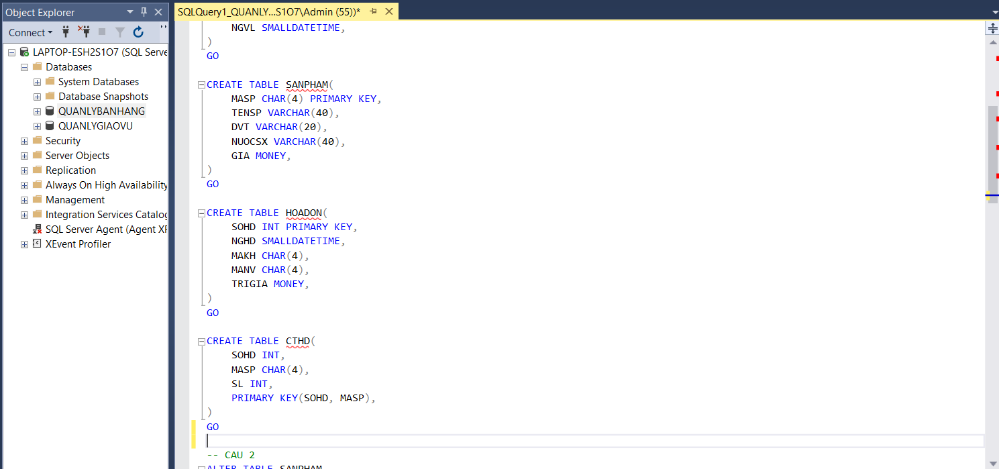 Object Explorer
Connect
LAPTOP-ESH2S1O7 (SQL Serve
Databases
System Databases
Database Snapshots
QUANLYBANHANG
QUANLYGIAOVU
Security
Server Objects
Replication
Always On High Availability
Management
Integration Services Catalog
SQL Server Agent (Agent XP
XEvent Profiler
SQLQuery1_QUANLY...S1O7\Admin (55))*
NGVL SMALLDATETIME,
)
GO
CREATE TABLE SANPHAM(
MASP CHAR(4) PRIMARY KEY,
TENSP VARCHAR(40),
DVT VARCHAR(20),
NUOCSX VARCHAR(40),
GIA MONEY,
)
GO
CREATE TABLE HOADON(
SOHD INT PRIMARY KEY,
NGHD SMALLDATETIME,
MAKH CHAR(4),
MANV CHAR(4),
TRIGIA MONEY,
)
GO
CREATE TABLE CTHD(
SOHD INT,
MASP CHAR(4),
SL INT,
PRIMARY KEY(SOHD, MASP),
)
GO
-- CAU 2
ALTER TABLE SANPHAM